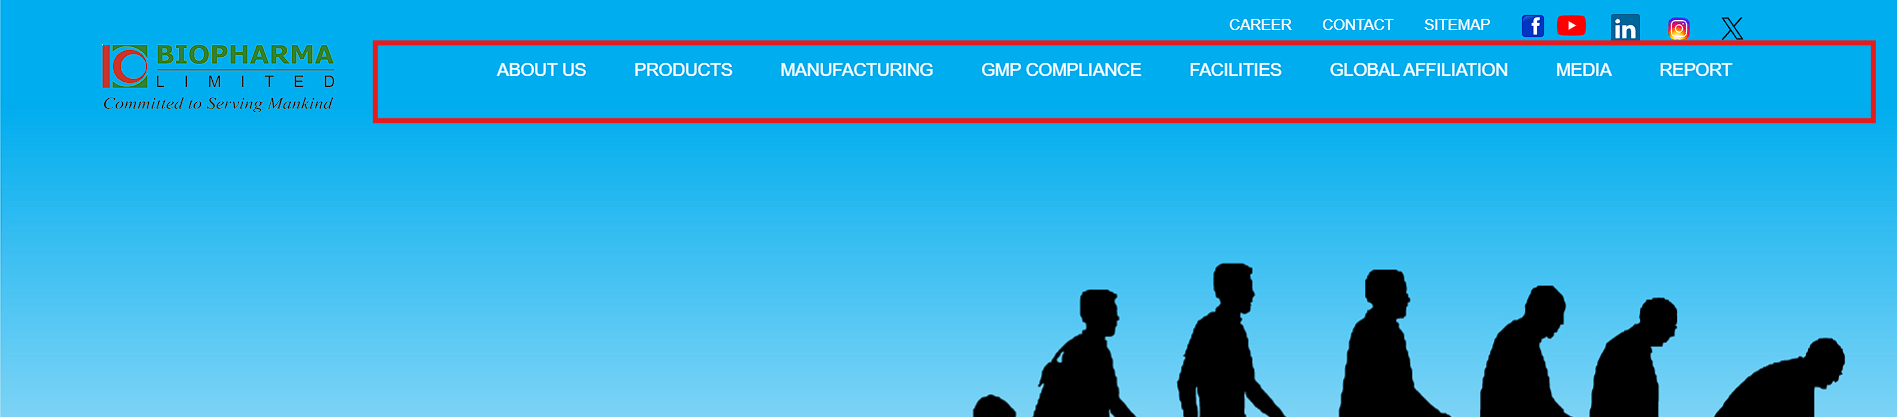 CAREER CONTACT SITEMAP
BIOPHARMA
LIMITED
Committed to Serving Mankind
ABOUT US PRODUCTS MANUFACTURING GMP COMPLIANCE FACILITIES GLOBAL AFFILIATION MEDIA REPORT